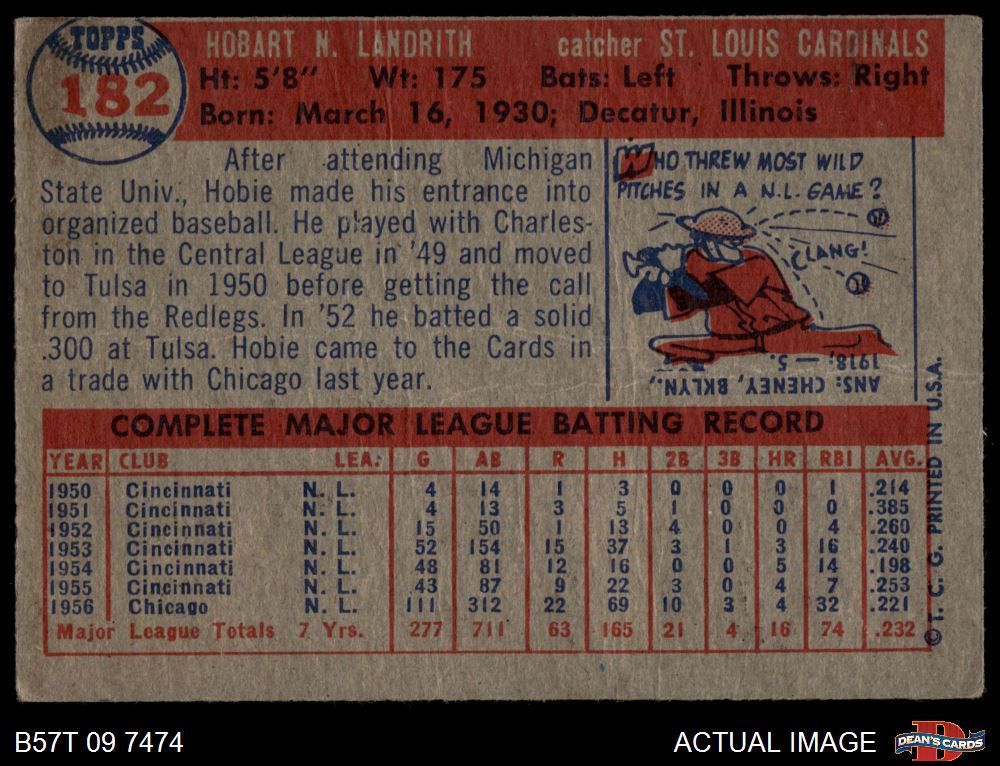 TOPPS
182
HOBART N. LANDRITH catcher ST. LOUIS CARDINALS
Ht: 5'8" Wt: 175 Bats: Left Throws: Right
Born: March 16, 1930; Decatur, Illinois
After attending Michigan
State Univ., Hobie made his entrance into
organized baseball. He played with Charles-
ton in the Central League in '49 and moved
to Tulsa in 1950 before getting the call
from the Redlegs. In '52 he batted a solid
.300 at Tulsa. Hobie came to the Cards in
a trade with Chicago last year.
WHO THREW MOST WILD
PITCHES IN A N.L. GAME?
CLANG!
ANS: CHENEY, BKLYN.,
1918; — 5.
COMPLETE MAJOR LEAGUE BATTING RECORD
YEAR CLUB LEA. G AB R H 2B 3B HR RBI AVG.
1950 Cincinnati N. L. 4 14 1 3 0 0 0 1 .214
1951 Cincinnati N. L. 4 13 3 5 1 0 0 0 .385
1952 Cincinnati N. L. 15 50 1 13 4 0 0 4 .260
1953 Cincinnati N. L. 52 154 15 37 3 1 3 16 .240
1954 Cincinnati N. L. 48 81 12 16 0 0 5 14 .198
1955 Cincinnati N. L. 43 87 9 22 3 0 4 7 .253
1956 Chicago N. L. 111 312 22 69 10 3 4 32 .221
Major League Totals 7 Yrs. 277 711 63 165 21 4 16 74 .232
© T. C. G. PRINTED IN U.S.A.
B57T 09 7474
ACTUAL IMAGE
DEAN'S CARDS